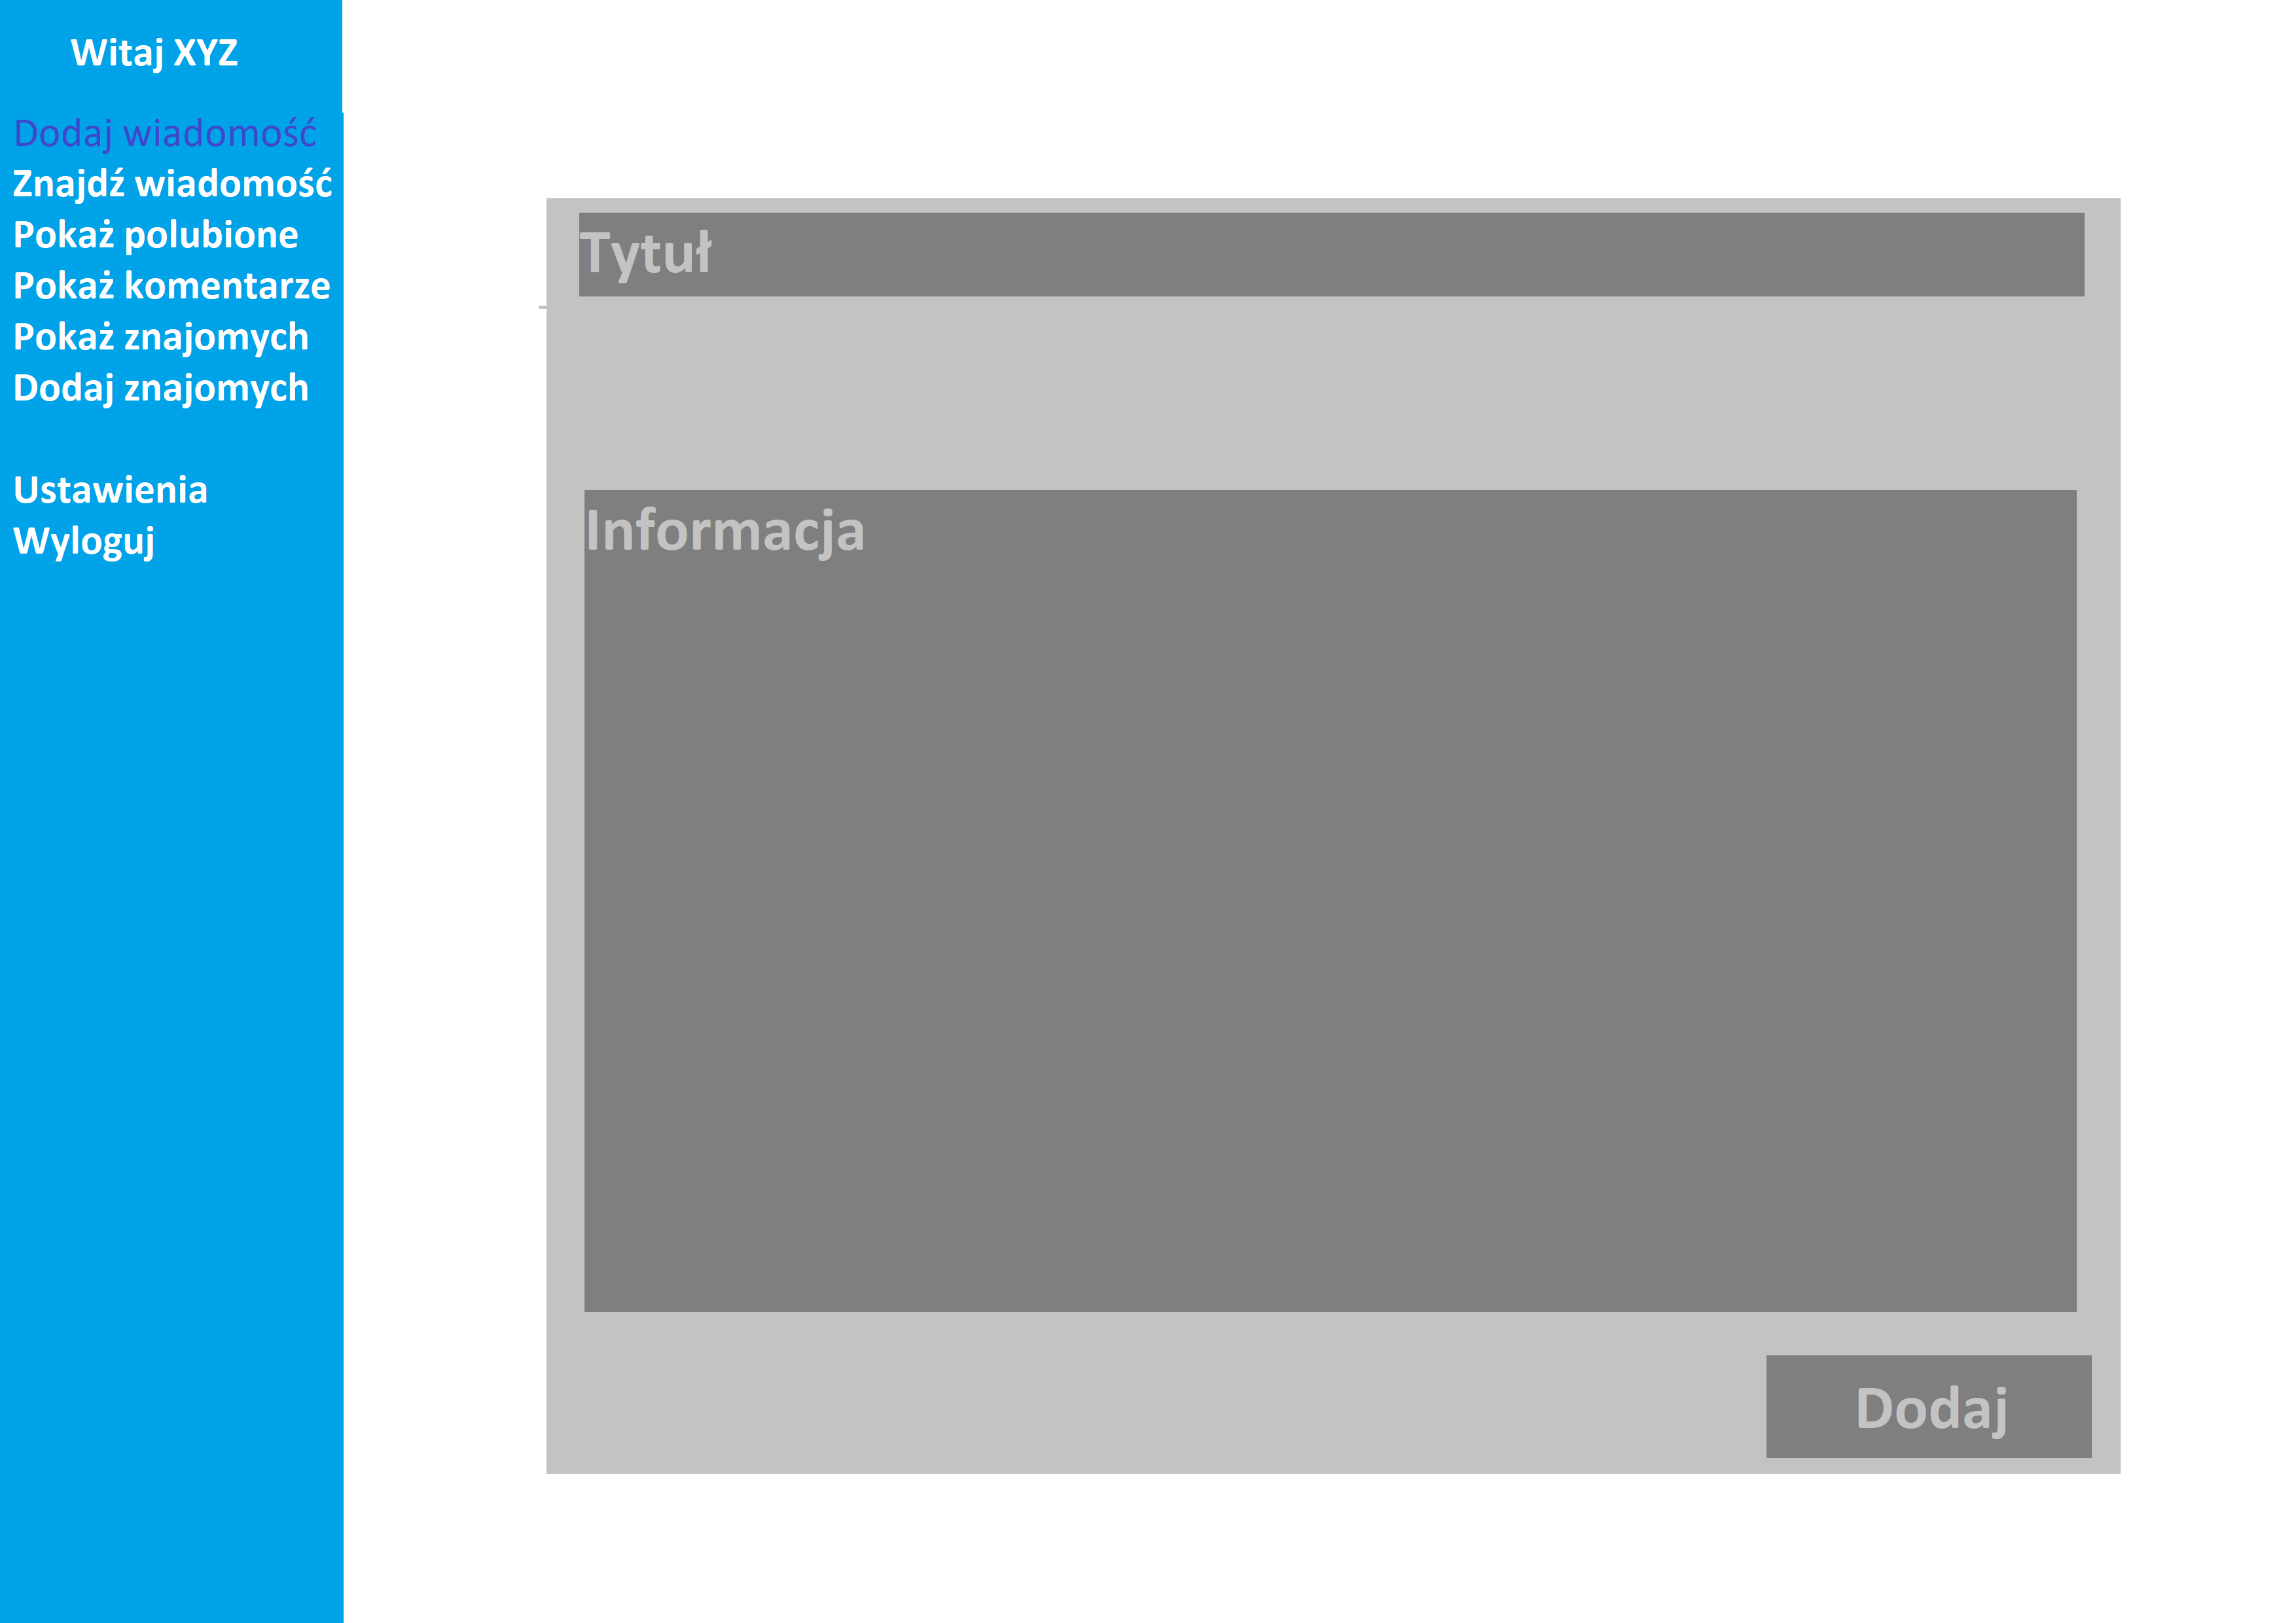 Witaj XYZ
Dodaj wiadomość
Znajdź wiadomość
Pokaż polubione
Pokaż komentarze
Pokaż znajomych
Dodaj znajomych
Ustawienia
Wyloguj
Tytuł
Informacja
Dodaj